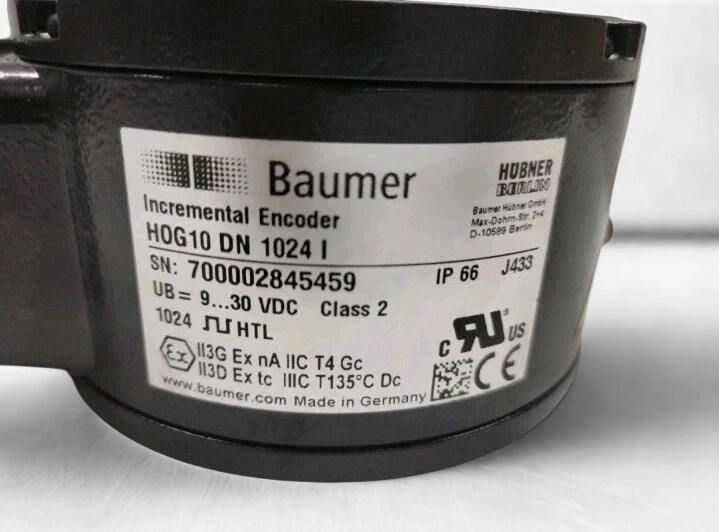 Baumer
HÜBNER
BERLIN
Baumer Hübner GmbH
Max-Dohrn-Str. 2+4
D-10589 Berlin
Incremental Encoder
HOG10 DN 1024 I
SN: 700002845459 IP 66 J433
UB = 9...30 VDC Class 2
1024 HTL
c RU ® US
Ex II3G Ex nA IIC T4 Gc
II3D Ex tc IIIC T135°C Dc
CE
www.baumer.com Made in Germany